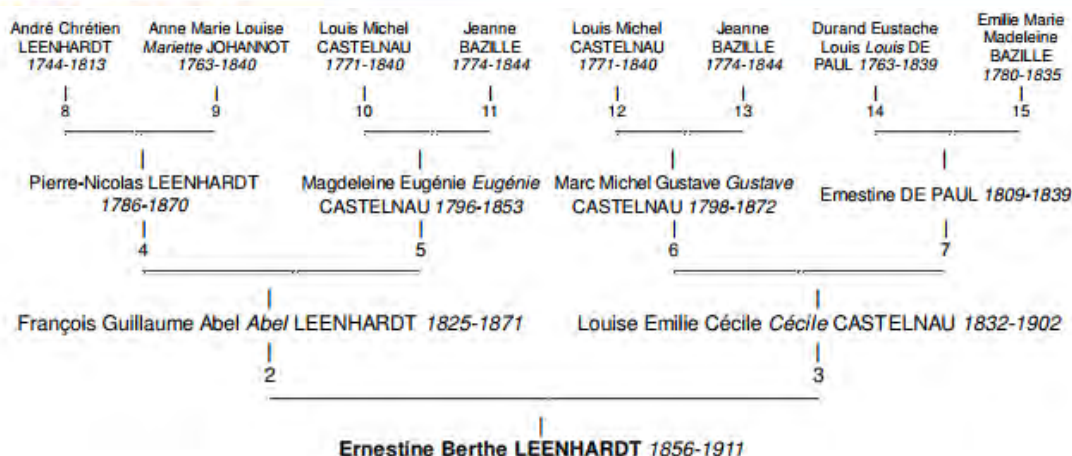 André Chrétien
LEENHARDT
1744-1813
Anne Marie Louise
Mariette JOHANNOT
1763-1840
Louis Michel
CASTELNAU
1771-1840
Jeanne
BAZILLE
1774-1844
Louis Michel
CASTELNAU
1771-1840
Jeanne
BAZILLE
1774-1844
Durand Eustache
Louis Louis DE
PAUL 1763-1839
Emilie Marie
Madeleine
BAZILLE
1780-1835
8
9
10
11
12
13
14
15
Pierre-Nicolas LEENHARDT
1786-1870
Magdeleine Eugénie Eugénie
CASTELNAU 1796-1853
Marc Michel Gustave Gustave
CASTELNAU 1798-1872
Ernestine DE PAUL 1809-1839
4
5
6
7
François Guillaume Abel Abel LEENHARDT 1825-1871
Louise Emilie Cécile Cécile CASTELNAU 1832-1902
2
3
Ernestine Berthe LEENHARDT 1856-1911